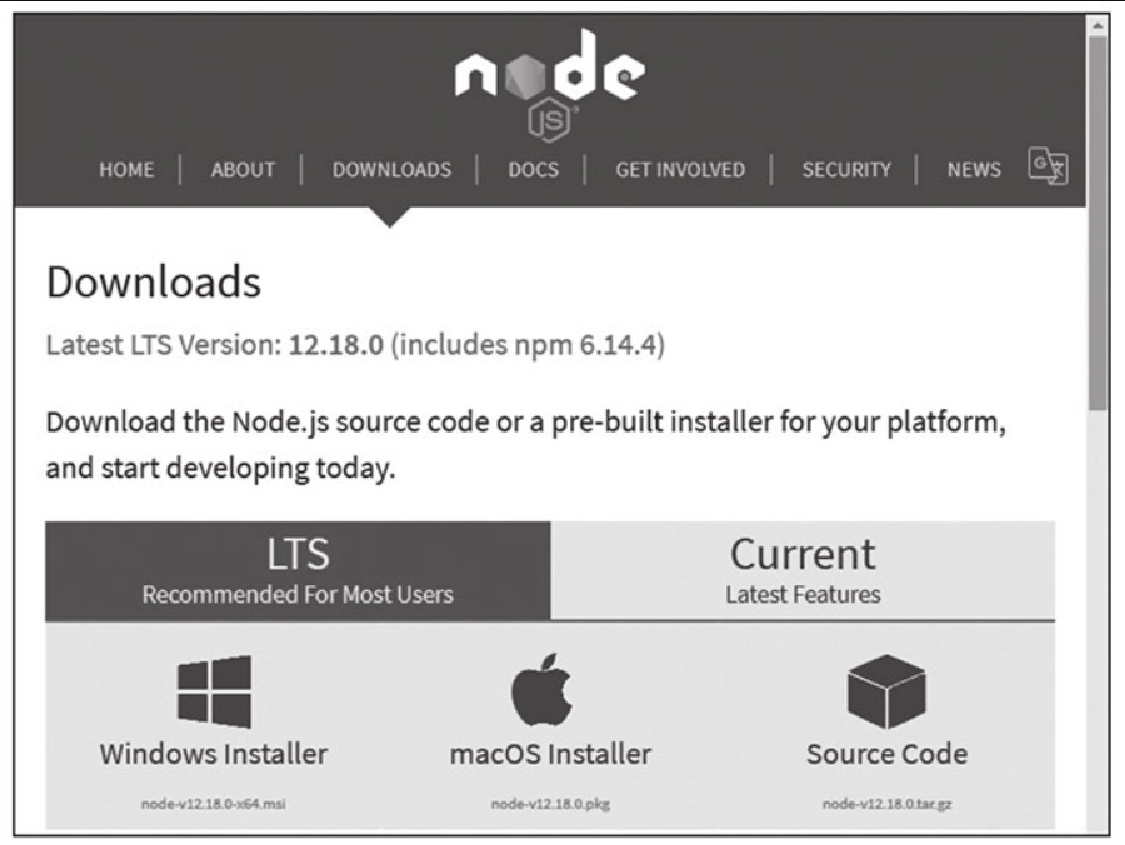 node
JS
HOME | ABOUT | DOWNLOADS | DOCS | GET INVOLVED | SECURITY | NEWS
G 文
Downloads
Latest LTS Version: 12.18.0 (includes npm 6.14.4)
Download the Node.js source code or a pre-built installer for your platform,
and start developing today.
LTS
Recommended For Most Users
Current
Latest Features
Windows Installer
node-v12.18.0-x64.msi
macOS Installer
node-v12.18.0.pkg
Source Code
node-v12.18.0.tar.gz